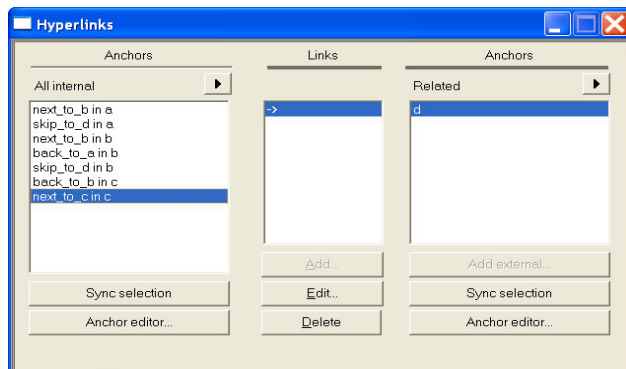 Hyperlinks
Anchors
Links
Anchors
All internal
Related
next_to_b in a
skip_to_d in a
next_to_b in b
back_to_a in b
skip_to_d in b
back_to_b in c
next_to_c in c
->
d
Add...
Add external...
Sync selection
Edit...
Sync selection
Anchor editor...
Delete
Anchor editor...